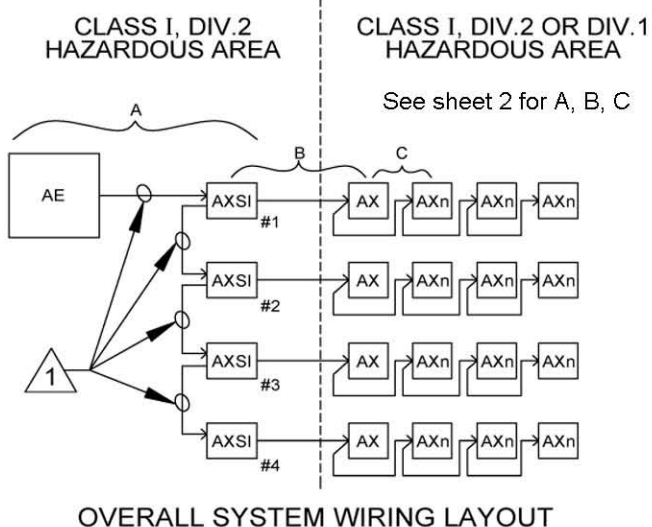 CLASS I, DIV.2
HAZARDOUS AREA
CLASS I, DIV.2 OR DIV.1
HAZARDOUS AREA
See sheet 2 for A, B, C
A
B
C
AE
AXSI
#1
AX
AXn
AXn
AXn
AXSI
#2
AX
AXn
AXn
AXn
1
AXSI
#3
AX
AXn
AXn
AXn
AXSI
#4
AX
AXn
AXn
AXn
OVERALL SYSTEM WIRING LAYOUT